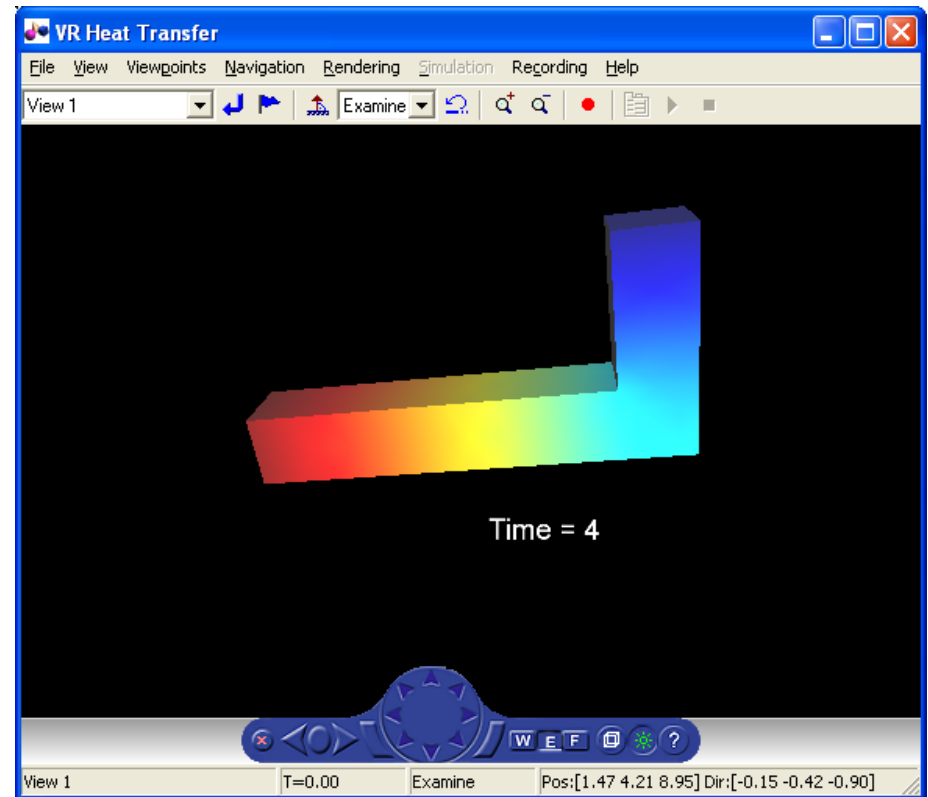 VR Heat Transfer
File View Viewpoints Navigation Rendering Simulation Recording Help
View 1 Examine
Time = 4
W E F ?
View 1 T=0.00 Examine Pos:[1.47 4.21 8.95] Dir:[-0.15 -0.42 -0.90]